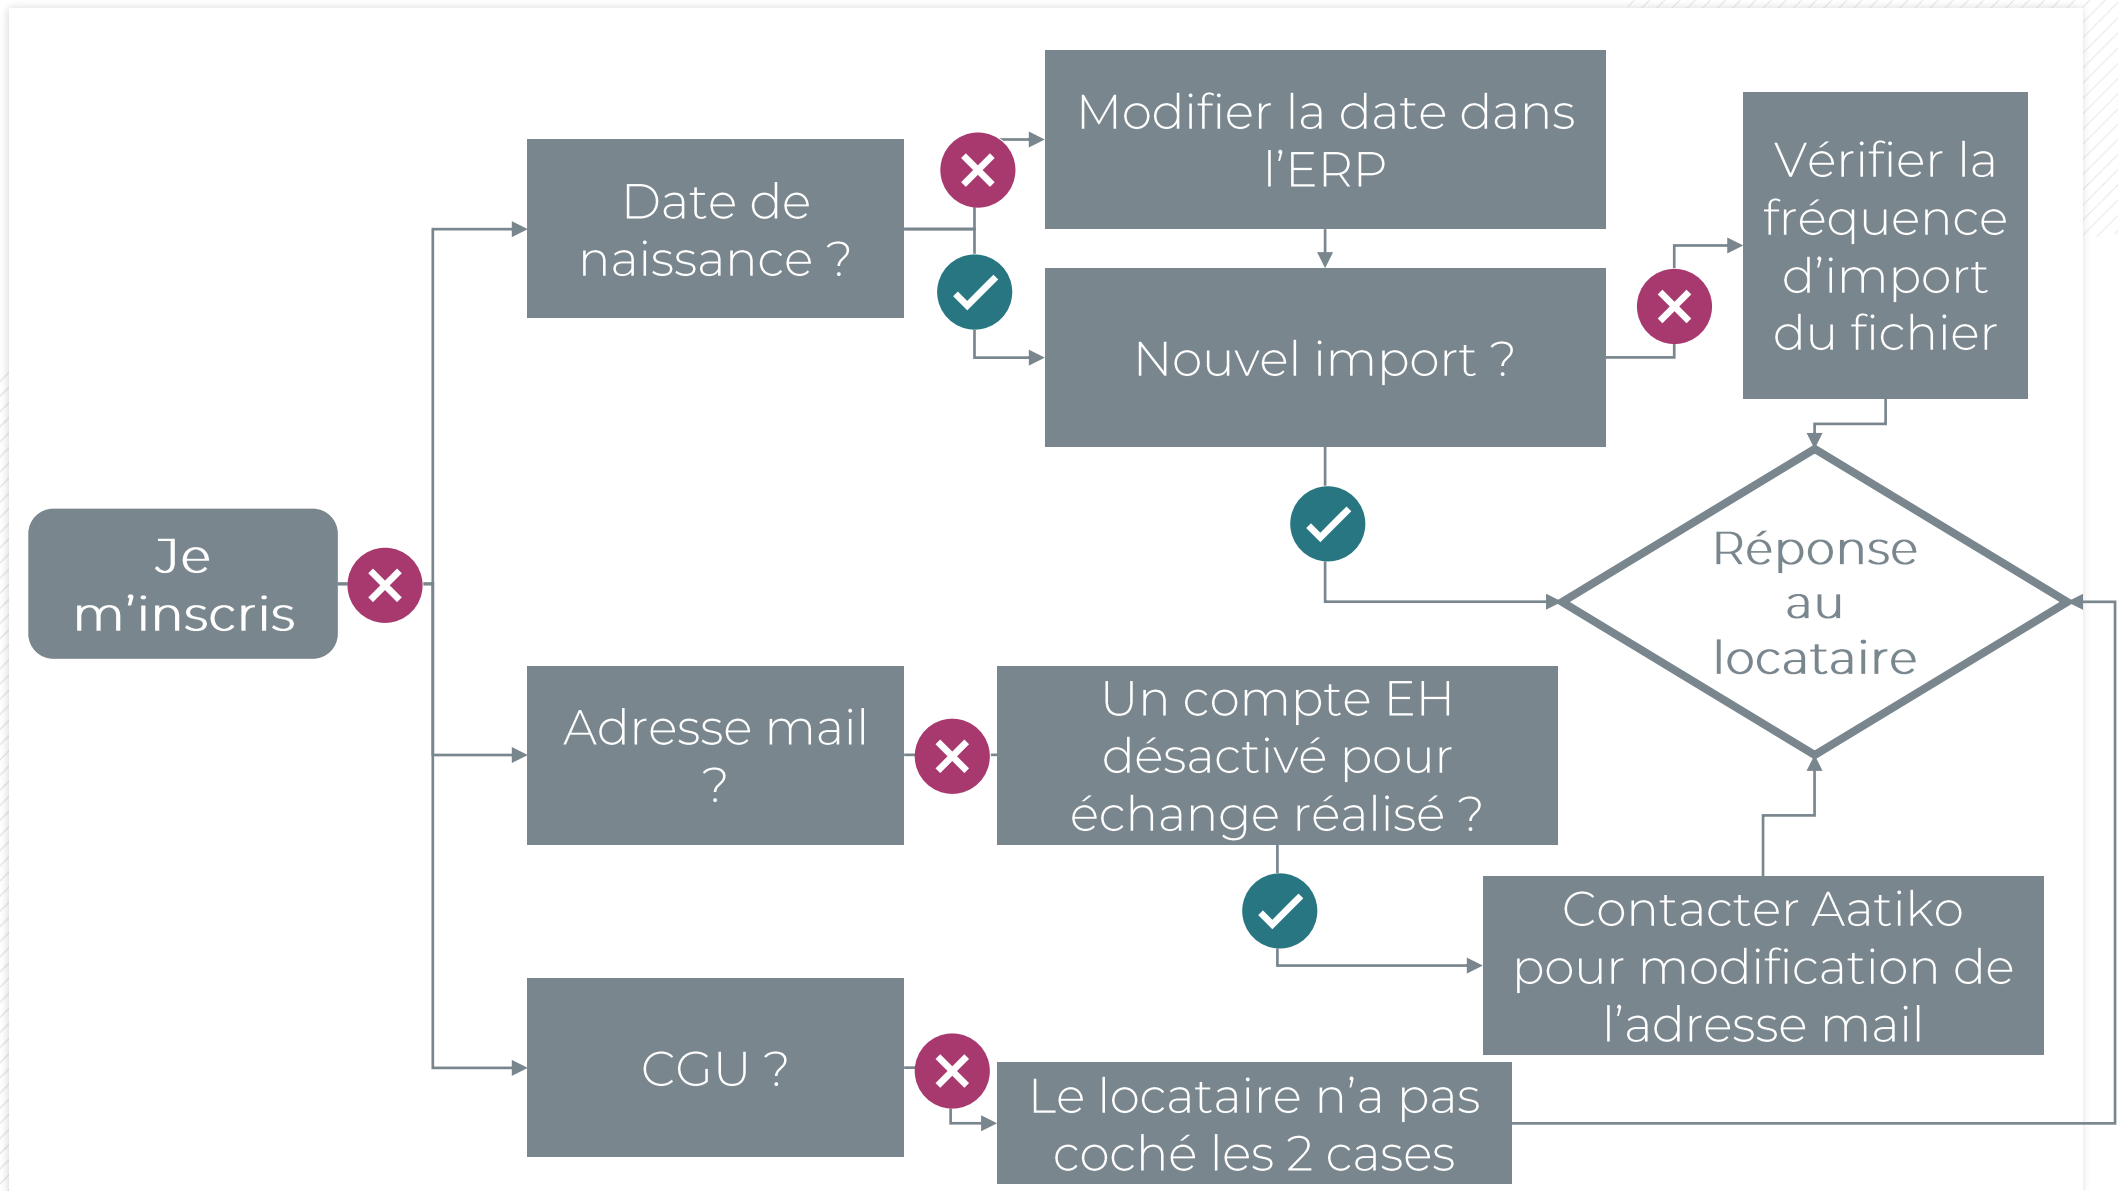 Je
m’inscris
Date de
naissance ?
Modifier la date dans
l’ERP
Nouvel import ?
Vérifier la
fréquence
d’import
du fichier
Réponse
au
locataire
Adresse mail
?
Un compte EH
désactivé pour
échange réalisé ?
Contacter Aatiko
pour modification de
l’adresse mail
CGU ?
Le locataire n’a pas
coché les 2 cases